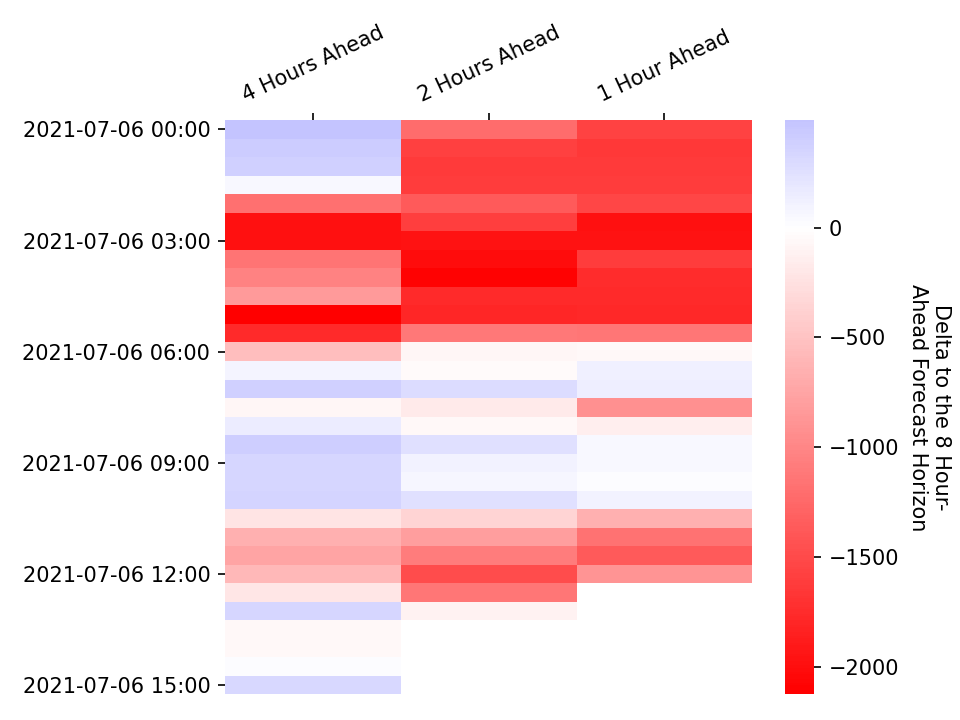 4 Hours Ahead
2 Hours Ahead
1 Hour Ahead
2021-07-06 00:00
2021-07-06 03:00
2021-07-06 06:00
2021-07-06 09:00
2021-07-06 12:00
2021-07-06 15:00
0
−500
−1000
−1500
−2000
Delta to the 8 Hour-
Ahead Forecast Horizon